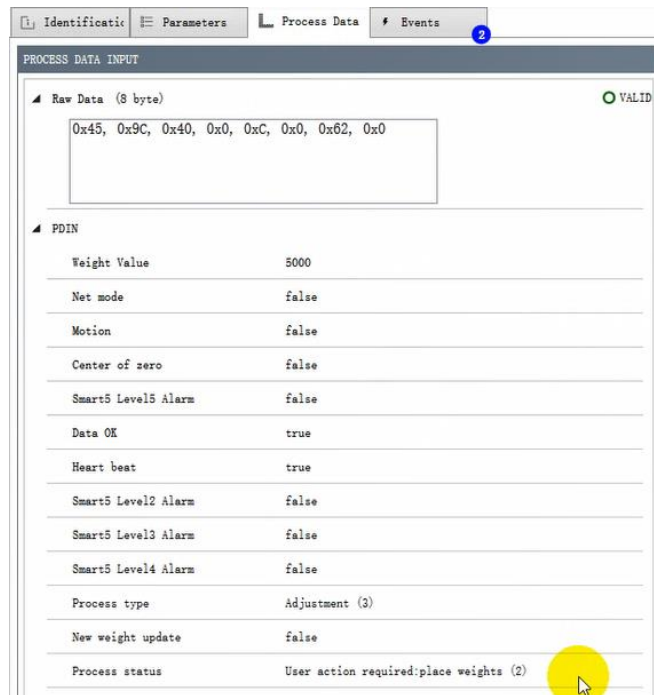 Identificatic Parameters Process Data Events 2
PROCESS DATA INPUT
Raw Data (8 byte) VALID
0x45, 0x9C, 0x40, 0x0, 0xC, 0x0, 0x62, 0x0
PDIN
Weight Value 5000
Net mode false
Motion false
Center of zero false
Smart5 Level5 Alarm false
Data OK true
Heart beat true
Smart5 Level2 Alarm false
Smart5 Level3 Alarm false
Smart5 Level4 Alarm false
Process type Adjustment (3)
New weight update false
Process status User action required:place weights (2)